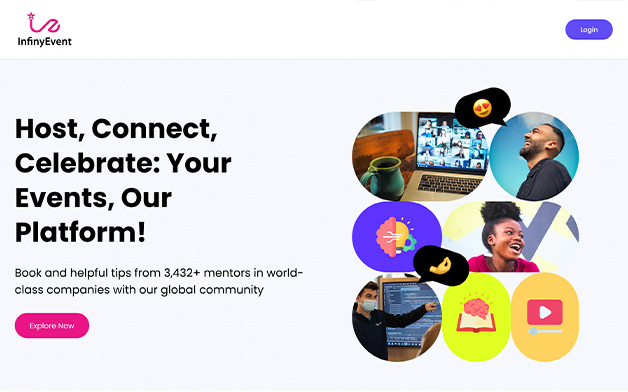 InfinyEvent
Login
Host, Connect,
Celebrate: Your
Events, Our
Platform!
Book and helpful tips from 3,432+ mentors in world-
class companies with our global community
Explore Now